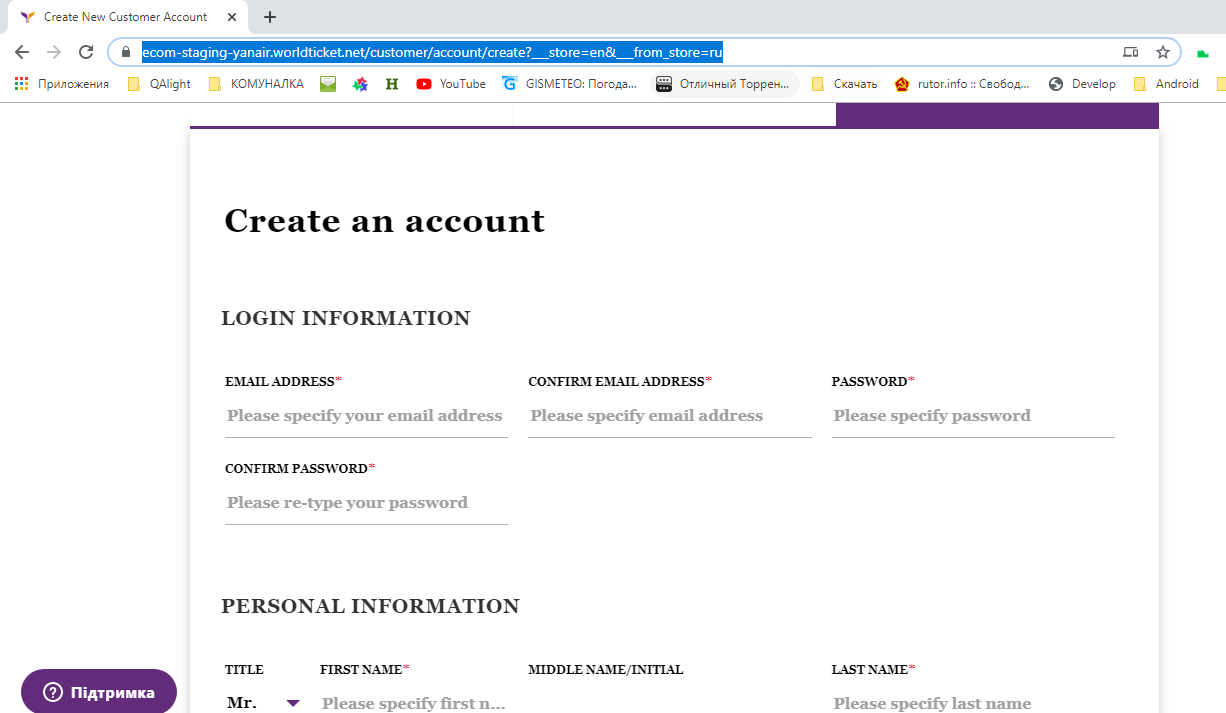 Create New Customer Account
ecom-staging-yanair.worldticket.net/customer/account/create?___store=en&___from_store=ru
Приложения QAlight КОМУНАЛКА H YouTube GISMETEO: Погода... Отличный Торрен... Скачать rutor.info :: Свобод... Develop Android
Create an account
LOGIN INFORMATION
EMAIL ADDRESS* CONFIRM EMAIL ADDRESS* PASSWORD*
Please specify your email address Please specify email address Please specify password
CONFIRM PASSWORD*
Please re-type your password
PERSONAL INFORMATION
TITLE FIRST NAME* MIDDLE NAME/INITIAL LAST NAME*
Mr. Please specify first n... Please specify last name
Підтримка